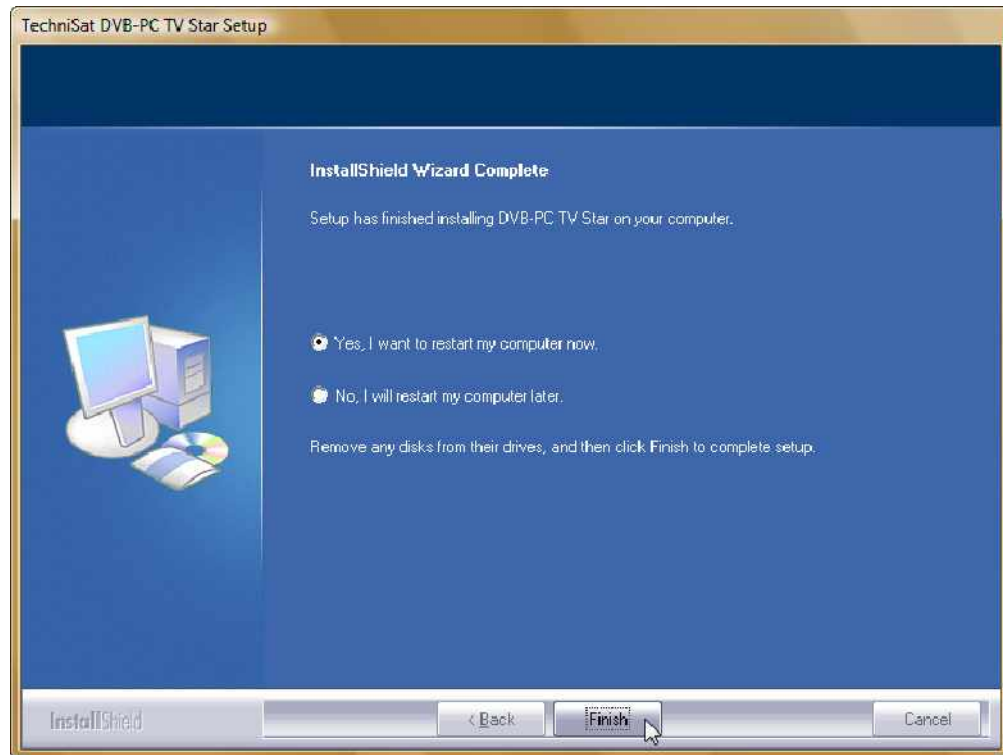 TechniSat DVB-PC TV Star Setup
InstallShield Wizard Complete
Setup has finished installing DVB-PC TV Star on your computer.
Yes, I want to restart my computer now.
No, I will restart my computer later.
Remove any disks from their drives, and then click Finish to complete setup.
InstallShield
< Back
Finish
Cancel